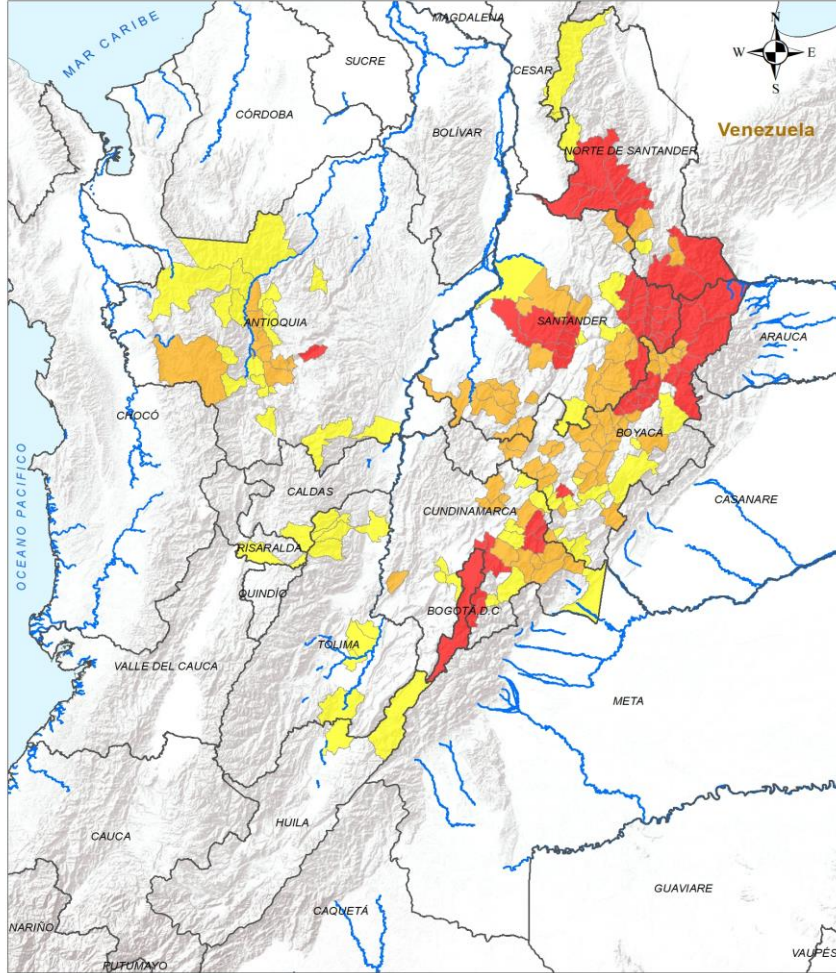 MAGDALENA
N
MAR CARIBE
W
E
SUCRE
CESAR
S
CÓRDOBA
BOLÍVAR
Venezuela
NORTE DE SANTANDER
ANTIOQUIA
SANTANDER
ARAUCA
CHOCÓ
BOYACÁ
OCEANO PACIFICO
CALDAS
CASANARE
CUNDINAMARCA
RISARALDA
QUINDÍO
BOGOTÁ D.C
TOLIMA
VALLE DEL CAUCA
META
HUILA
CAUCA
GUAVIARE
CAQUETÁ
NARIÑO
VAUPÉS
PUTUMAYO